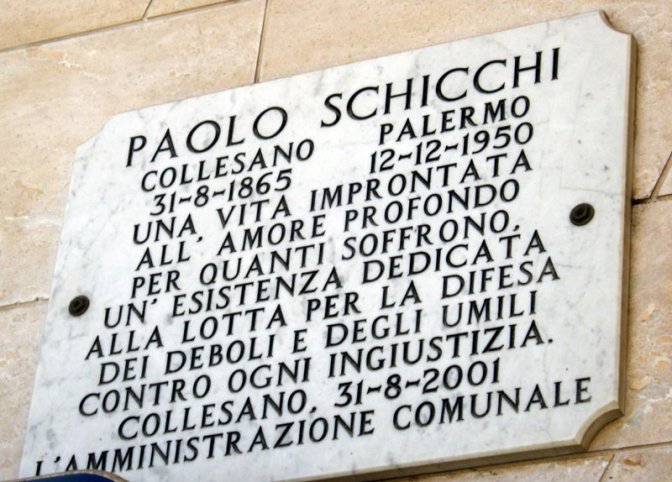 PAOLO SCHICCHI
COLLESANO PALERMO
31-8-1865 12-12-1950
UNA VITA IMPRONTATA
ALL' AMORE PROFONDO
PER QUANTI SOFFRONO,
UN' ESISTENZA DEDICATA
ALLA LOTTA PER LA DIFESA
DEI DEBOLI E DEGLI UMILI
CONTRO OGNI INGIUSTIZIA.
COLLESANO, 31-8-2001
L'AMMINISTRAZIONE COMUNALE